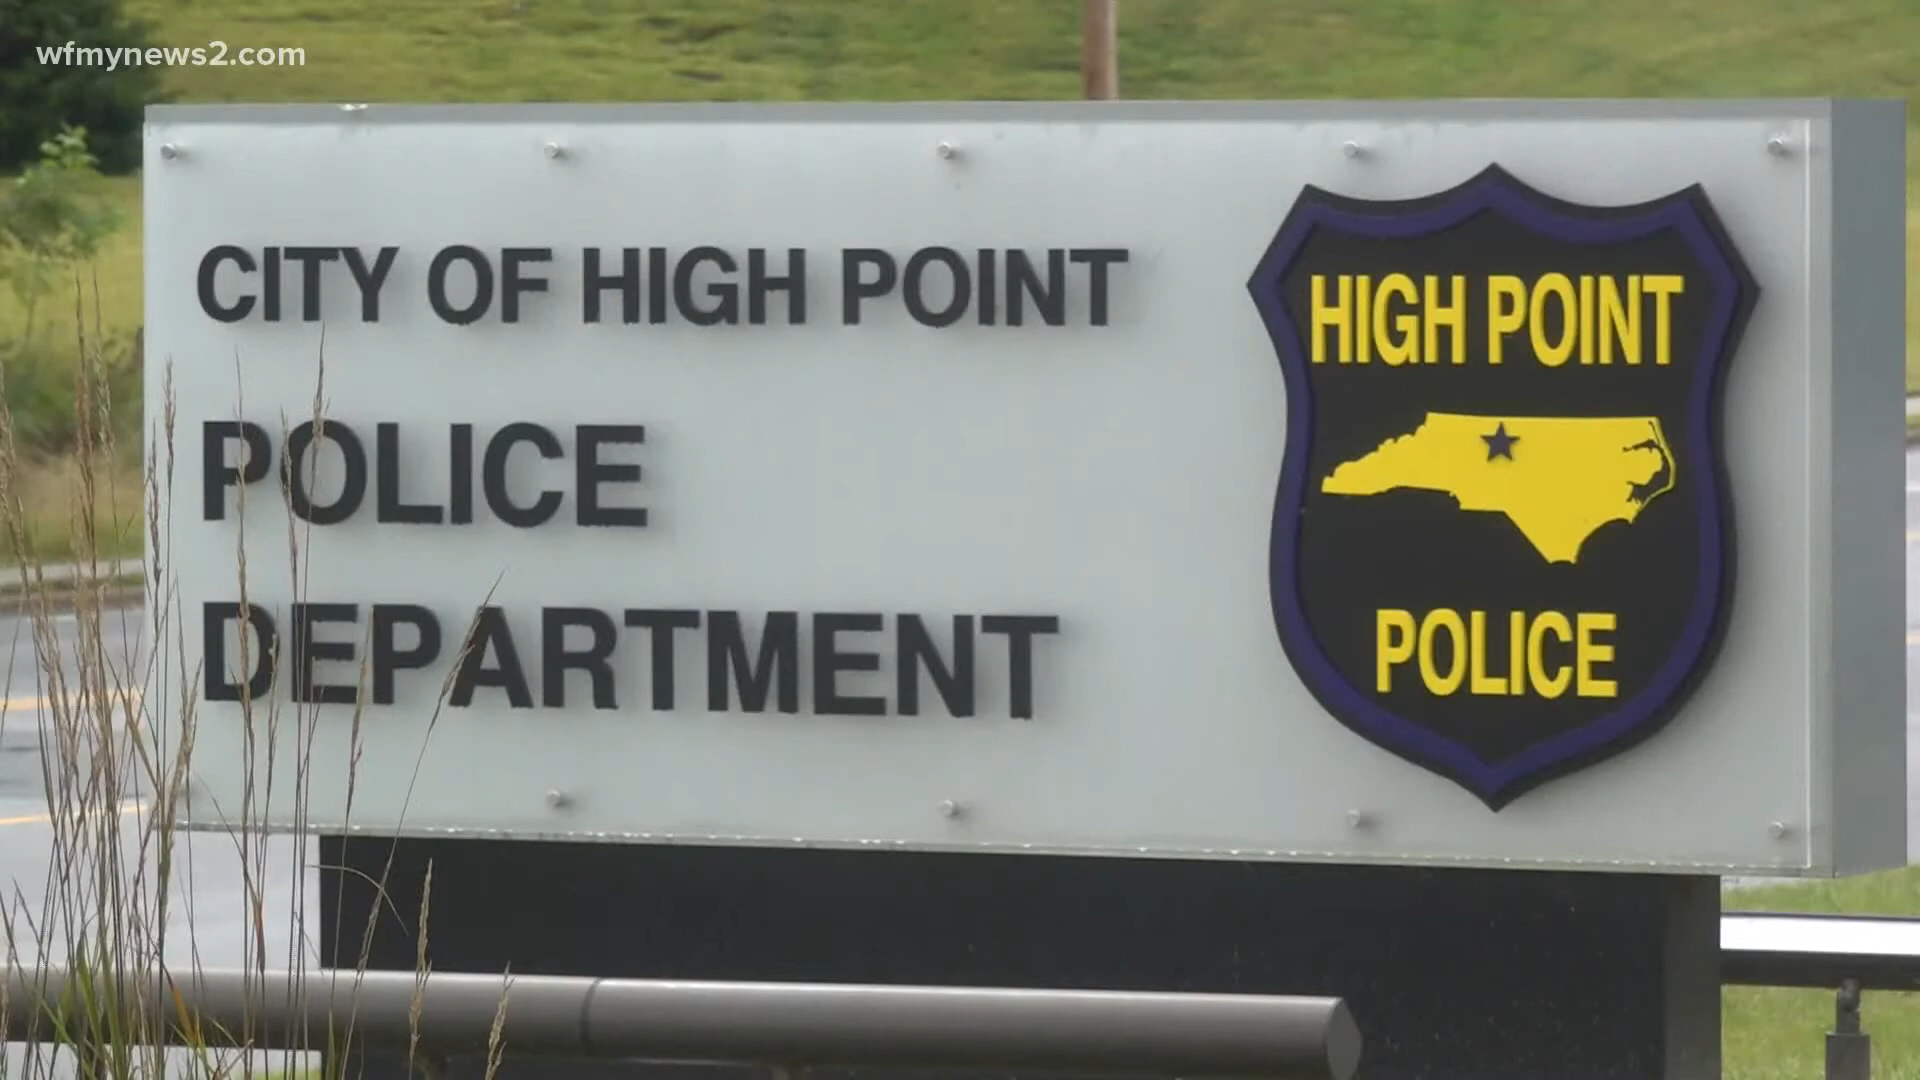 wfmynews2.com
CITY OF HIGH POINT
POLICE
DEPARTMENT
HIGH POINT
POLICE